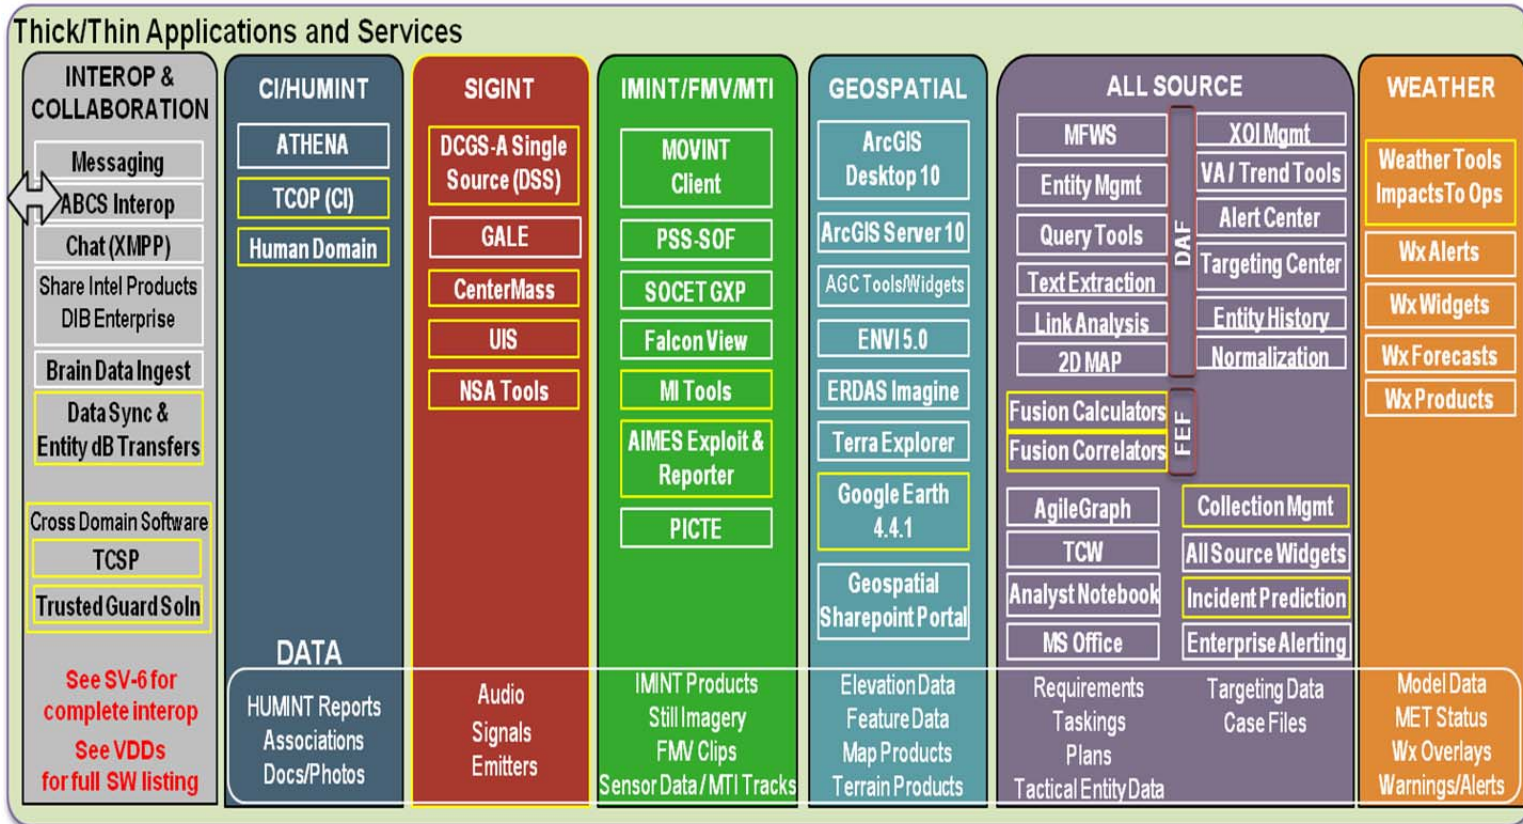 Thick/Thin Applications and Services
INTEROP &
COLLABORATION
Messaging
ABCS Interop
Chat (XMPP)
Share Intel Products
DIB Enterprise
Brain Data Ingest
Data Sync &
Entity dB Transfers
Cross Domain Software
TCSP
Trusted Guard Soln
See SV-6 for
complete interop
See VDDs
for full SW listing
CI/HUMINT
ATHENA
TCOP (CI)
Human Domain
DATA
HUMINT Reports
Associations
Docs/Photos
SIGINT
DCGS-A Single
Source (DSS)
GALE
CenterMass
UIS
NSA Tools
Audio
Signals
Emitters
IMINT/FMV/MTI
MOVINT
Client
PSS-SOF
SOCET GXP
Falcon View
MI Tools
AIMES Exploit &
Reporter
PICTE
IMINT Products
Still Imagery
FMV Clips
Sensor Data / MTI Tracks
GEOSPATIAL
ArcGIS
Desktop 10
ArcGIS Server 10
AGC Tools/Widgets
ENVI 5.0
ERDAS Imagine
Terra Explorer
Google Earth
4.4.1
Geospatial
Sharepoint Portal
Elevation Data
Feature Data
Map Products
Terrain Products
ALL SOURCE
MFWS
Entity Mgmt
Query Tools
Text Extraction
Link Analysis
2D MAP
DAF
XOI Mgmt
VA / Trend Tools
Alert Center
Targeting Center
Entity History
Normalization
Fusion Calculators
Fusion Correlators
FEF
AgileGraph
TCW
Analyst Notebook
MS Office
Collection Mgmt
All Source Widgets
Incident Prediction
Enterprise Alerting
Requirements
Taskings
Plans
Tactical Entity Data
Targeting Data
Case Files
WEATHER
Weather Tools
ImpactsTo Ops
Wx Alerts
Wx Widgets
Wx Forecasts
Wx Products
Model Data
MET Status
Wx Overlays
Warnings/Alerts